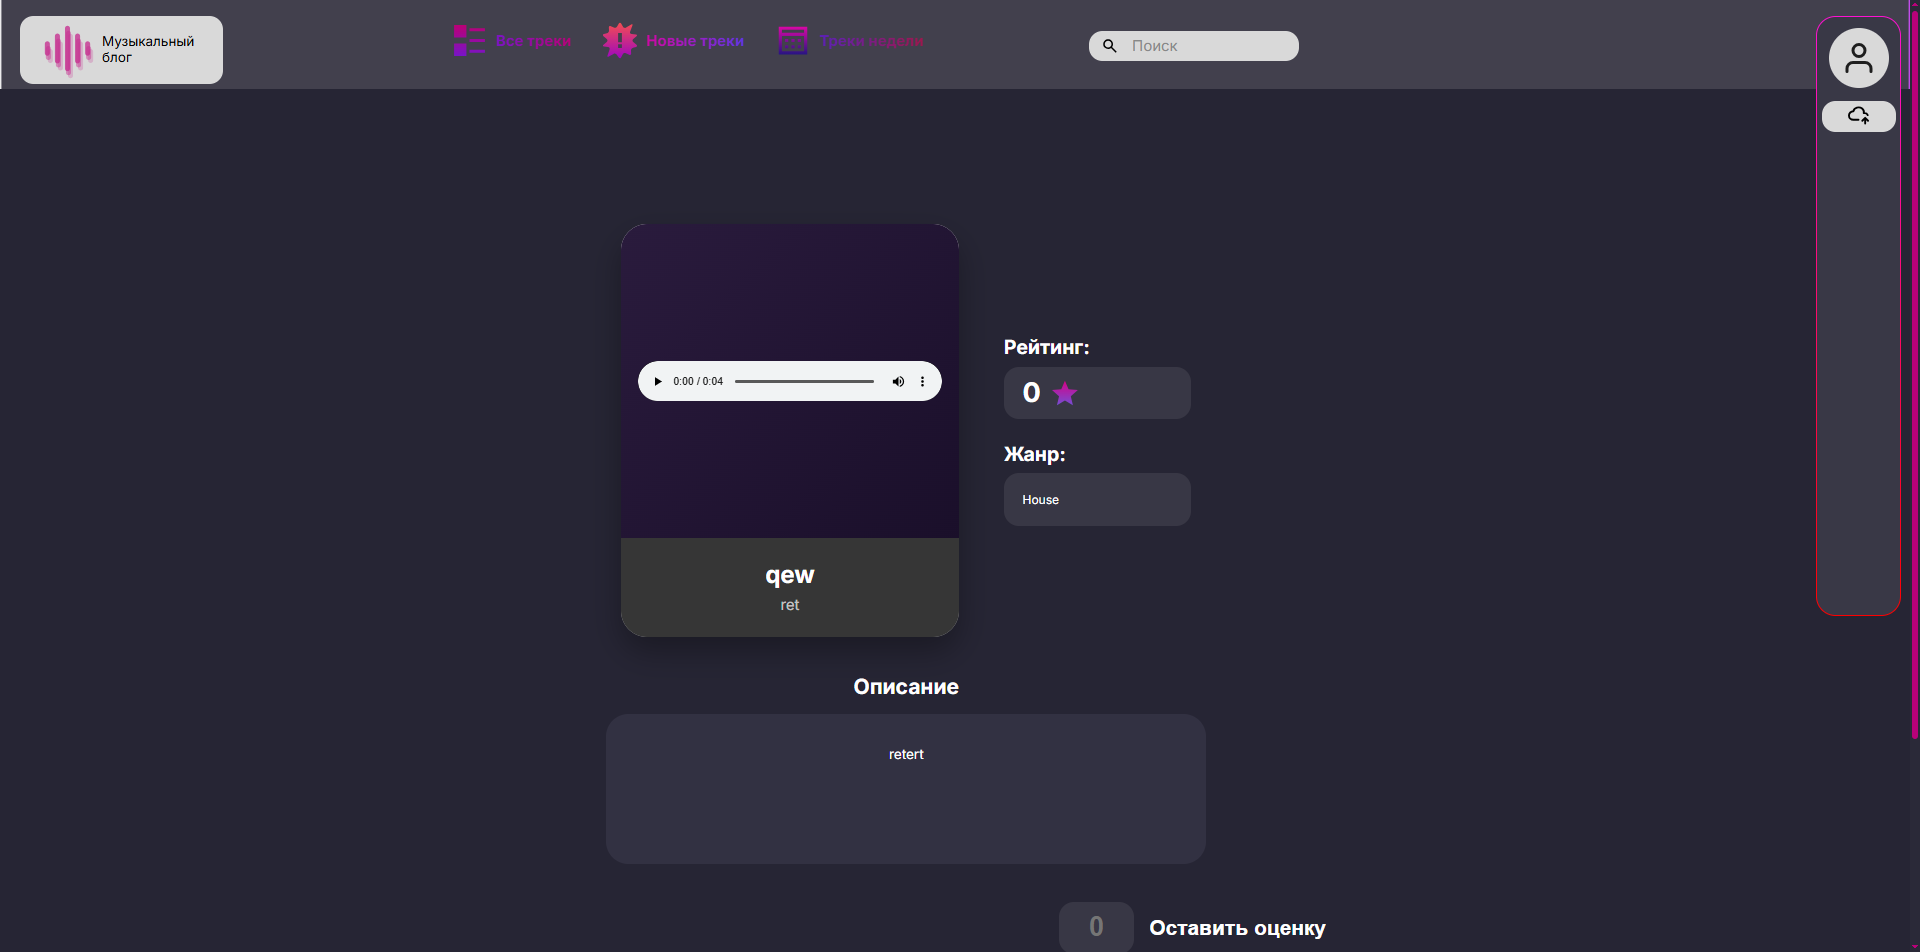 Музыкальный
блог
Все треки
Новые треки
Треки недели
Поиск
0:00 / 0:04
qew
ret
Рейтинг:
0
Жанр:
House
Описание
retert
0
Оставить оценку